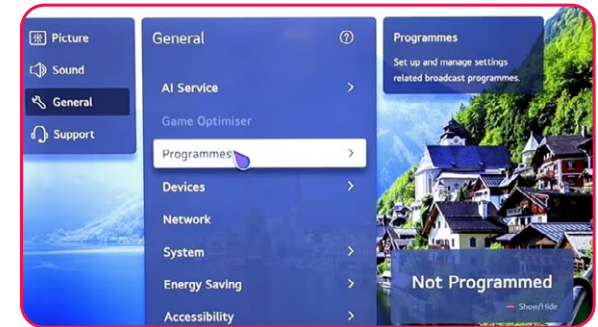 Picture
Sound
General
Support
General
AI Service
Game Optimiser
Programmes
Devices
Network
System
Energy Saving
Accessibility
Programmes
Set up and manage settings
related broadcast programmes.
Not Programmed
Show/Hide